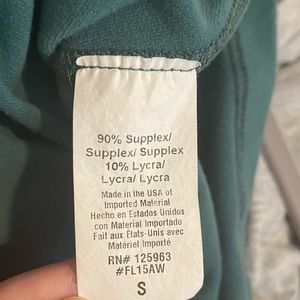 90% Supplex/
Supplex/ Supplex
10% Lycra/
Lycra/ Lycra
Made in the USA of
Imported Material
Hecho en Estados Unidos
con Material Importado
Fait aux États-Unis avec
Matériel Importé
RN# 125963
#FL15AW
S